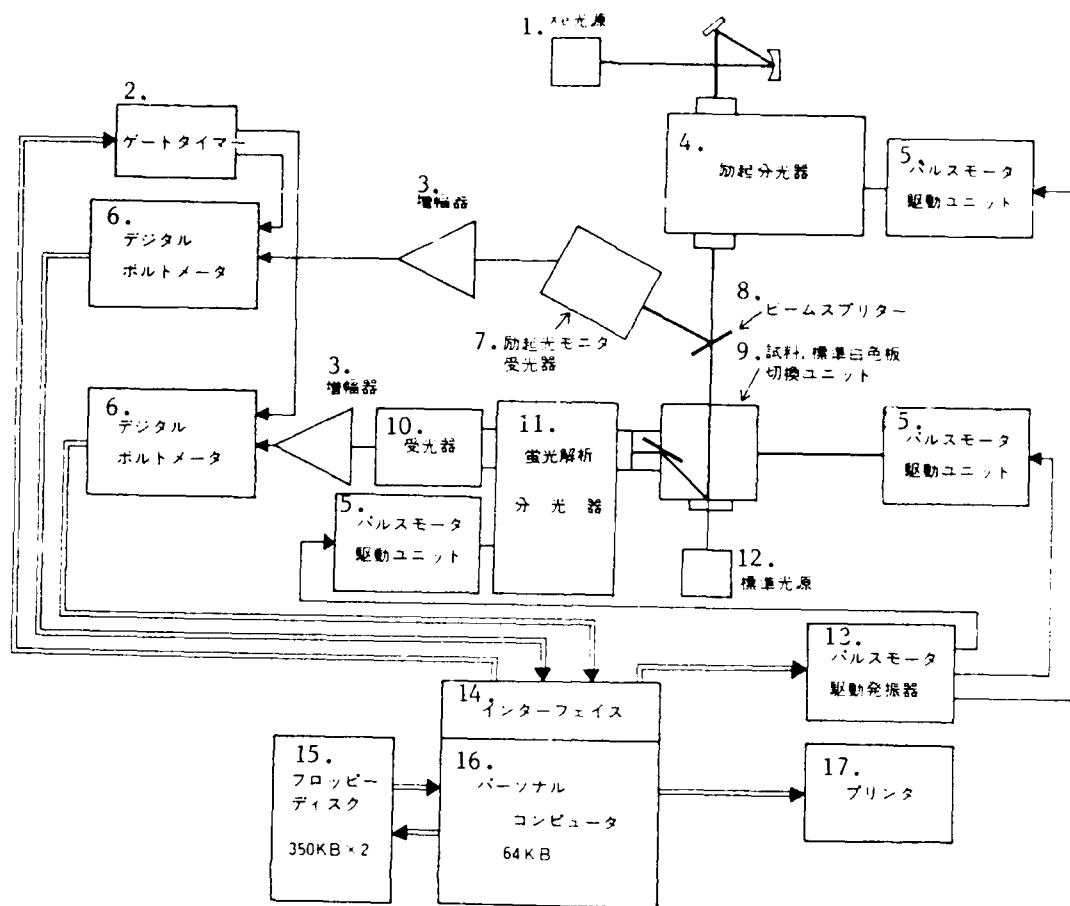 1. Xe光源
2.
ゲートタイマー
3.
増幅器
4.
励起分光器
5.
パルスモータ
駆動ユニット
6.
デジタル
ボルトメータ
7. 励起光モニタ
受光器
8.
ビームスプリター
9. 試料,標準白色板
切換ユニット
3.
増幅器
6.
デジタル
ボルトメータ
10.
受光器
11.
蛍光解析
分光器
5.
パルスモータ
駆動ユニット
5.
パルスモータ
駆動ユニット
12.
標準光源
13.
パルスモータ
駆動発振器
14.
インターフェイス
15.
フロッピー
ディスク
350KB×2
16.
パーソナル
コンピュータ
64KB
17.
プリンタ